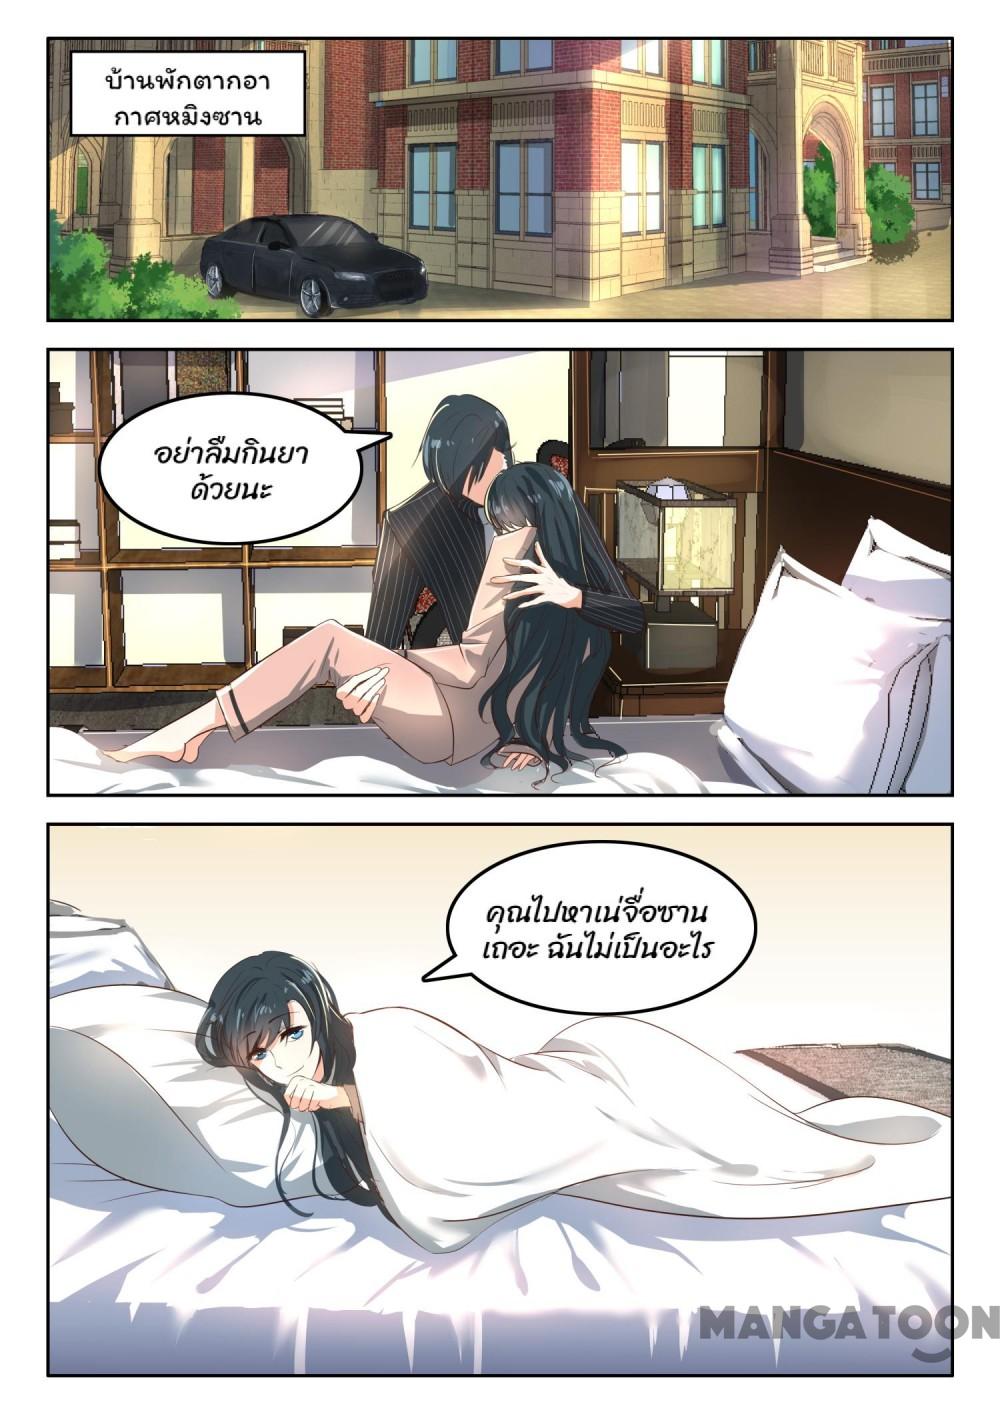 บ้านพักตากอา
กาศหมิงซาน
อย่าลืมกินยา
ด้วยนะ
คุณไปหาเน่จื่อซาน
เถอะ ฉันไม่เป็นอะไร
MANGATOON